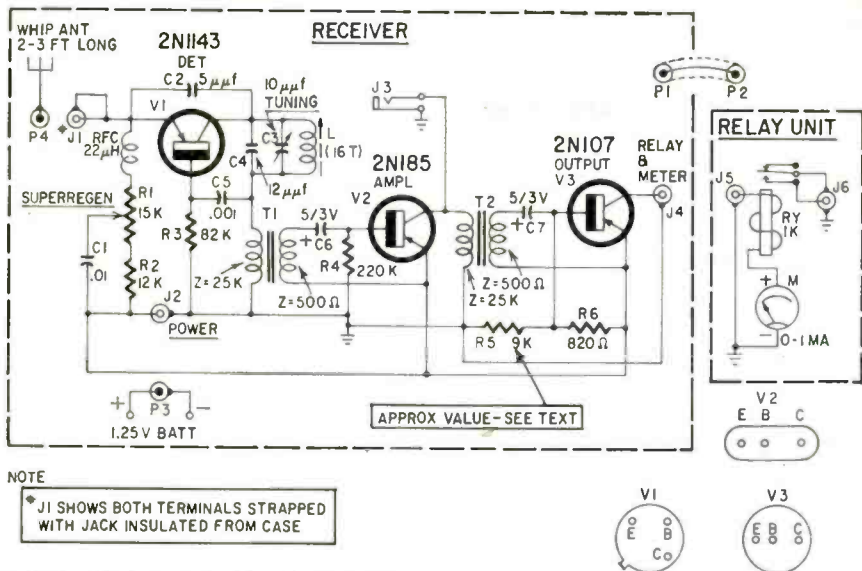 RECEIVER
WHIP ANT
2-3 FT LONG
2N1143
DET
C2 5μμf
10μμf
TUNING
J3
P1
P2
V1
P4
*J1
RFC
22μH
C4
C3
L
(16T)
2N185
AMPL
2N107
OUTPUT
V3
RELAY
&
METER
RELAY UNIT
SUPERREGEN
C5
.001
12μμf
T1
5/3V
V2
T2
5/3V
J4
J5
J6
R1
15K
R3
82K
+
C6
+
C7
RY
1K
C1
.01
R2
12K
J2
POWER
Z=25K
Z=500Ω
R4
220K
Z=500Ω
Z=25K
+
M
-
0-1MA
R5
9K
R6
820Ω
+
P3
-
1.25V BATT
APPROX VALUE-SEE TEXT
V2
E B C
NOTE
*J1 SHOWS BOTH TERMINALS STRAPPED
WITH JACK INSULATED FROM CASE
V1
E B
C
V3
E B C